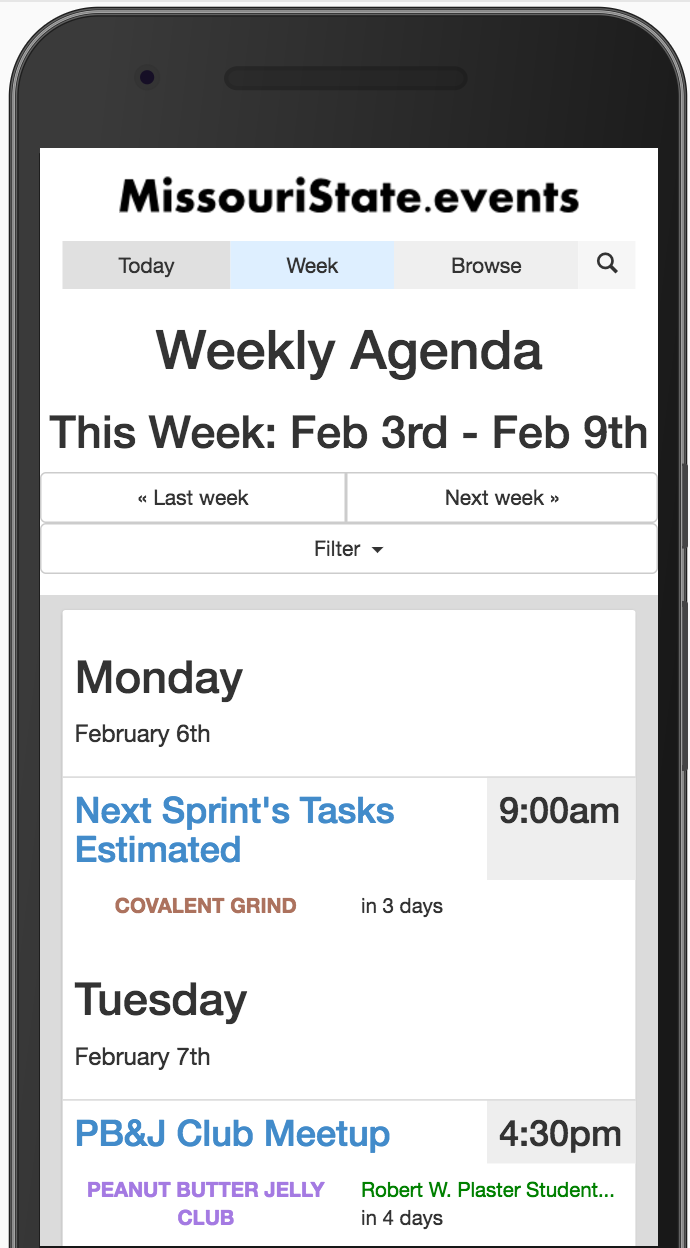 MissouriState.events
Today Week Browse
Weekly Agenda
This Week: Feb 3rd - Feb 9th
« Last week Next week »
Filter
Monday
February 6th
Next Sprint's Tasks 9:00am
Estimated
COVALENT GRIND in 3 days
Tuesday
February 7th
PB&J Club Meetup 4:30pm
PEANUT BUTTER JELLY Robert W. Plaster Student...
CLUB in 4 days